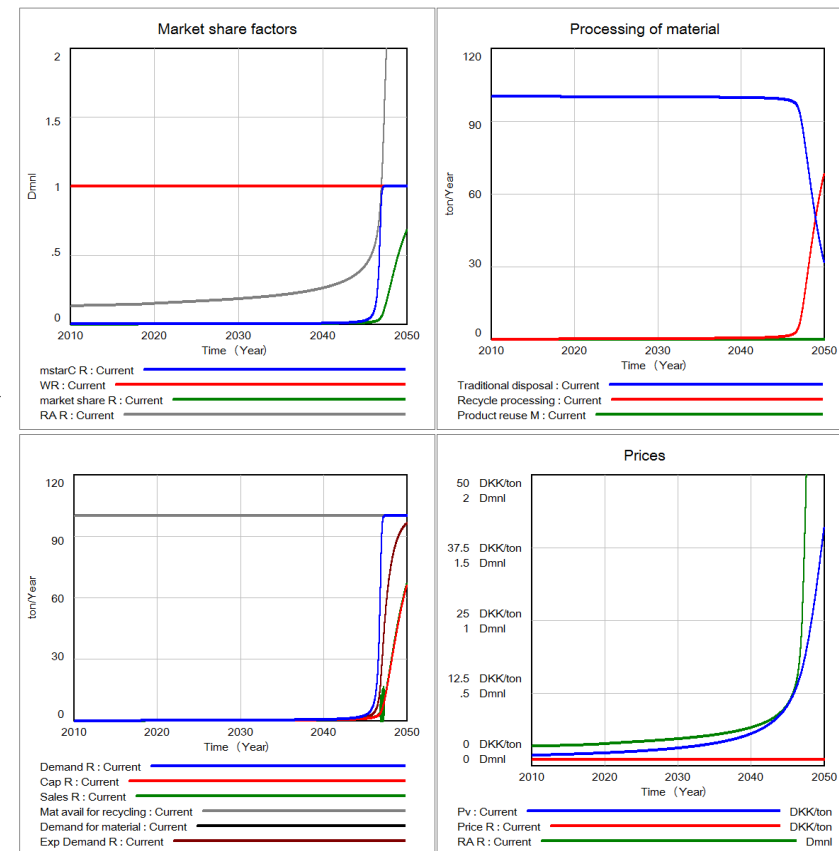 Market share factors
2
1.5
1
.5
0
Dmnl
2010 2020 2030 2040 2050
Time (Year)
mstarC R : Current
WR : Current
market share R : Current
RA R : Current
Processing of material
120
90
60
30
0
ton/Year
2010 2020 2030 2040 2050
Time (Year)
Traditional disposal : Current
Recycle processing : Current
Product reuse M : Current
120
90
60
30
0
ton/Year
2010 2020 2030 2040 2050
Time (Year)
Demand R : Current
Cap R : Current
Sales R : Current
Mat avail for recycling : Current
Demand for material : Current
Exp Demand R : Current
Prices
50 DKK/ton
2 Dmnl
37.5 DKK/ton
1.5 Dmnl
25 DKK/ton
1 Dmnl
12.5 DKK/ton
.5 Dmnl
0 DKK/ton
0 Dmnl
2010 2020 2030 2040 2050
Time (Year)
Pv : Current DKK/ton
Price R : Current DKK/ton
RA R : Current Dmnl